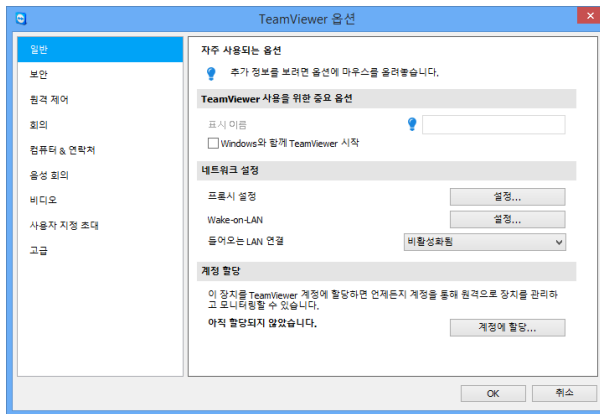 TeamViewer 옵션
일반
보안
원격 제어
회의
컴퓨터 & 연락처
음성 회의
비디오
사용자 지정 초대
고급
자주 사용되는 옵션
추가 정보를 보려면 옵션에 마우스를 올려놓습니다.
TeamViewer 사용을 위한 중요 옵션
표시 이름
Windows와 함께 TeamViewer 시작
네트워크 설정
프록시 설정
설정...
Wake-on-LAN
설정...
들어오는 LAN 연결
비활성화됨
계정 할당
이 장치를 TeamViewer 계정에 할당하면 언제든지 계정을 통해 원격으로 장치를 관리하
고 모니터링할 수 있습니다.
아직 할당되지 않았습니다.
계정에 할당...
OK
취소